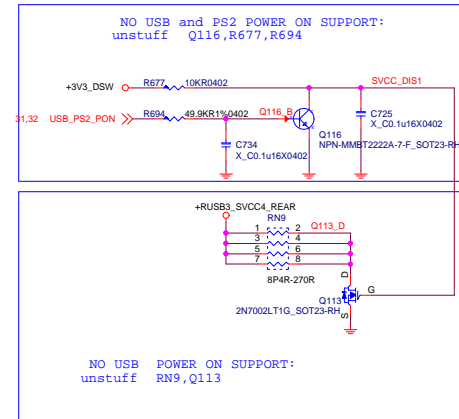 NO USB and PS2 POWER ON SUPPORT:
unstuff Q116,R677,R694
+3V3_DSW R677 10KR0402 SVCC_DIS1
31,32 USB_PS2_PON R694 49.9KR1%0402 Q116_B
C725
X_C0.1u16X0402
Q116
NPN-MMBT2222A-7-F_SOT23-RH
C734
X_C0.1u16X0402
+RUSB3_SVCC4_REAR
RN9
Q113_D
1 2
3 4
5 6
7 8
8P4R-270R
D
G
Q113
2N7002LT1G_SOT23-RH
S
NO USB POWER ON SUPPORT:
unstuff RN9,Q113